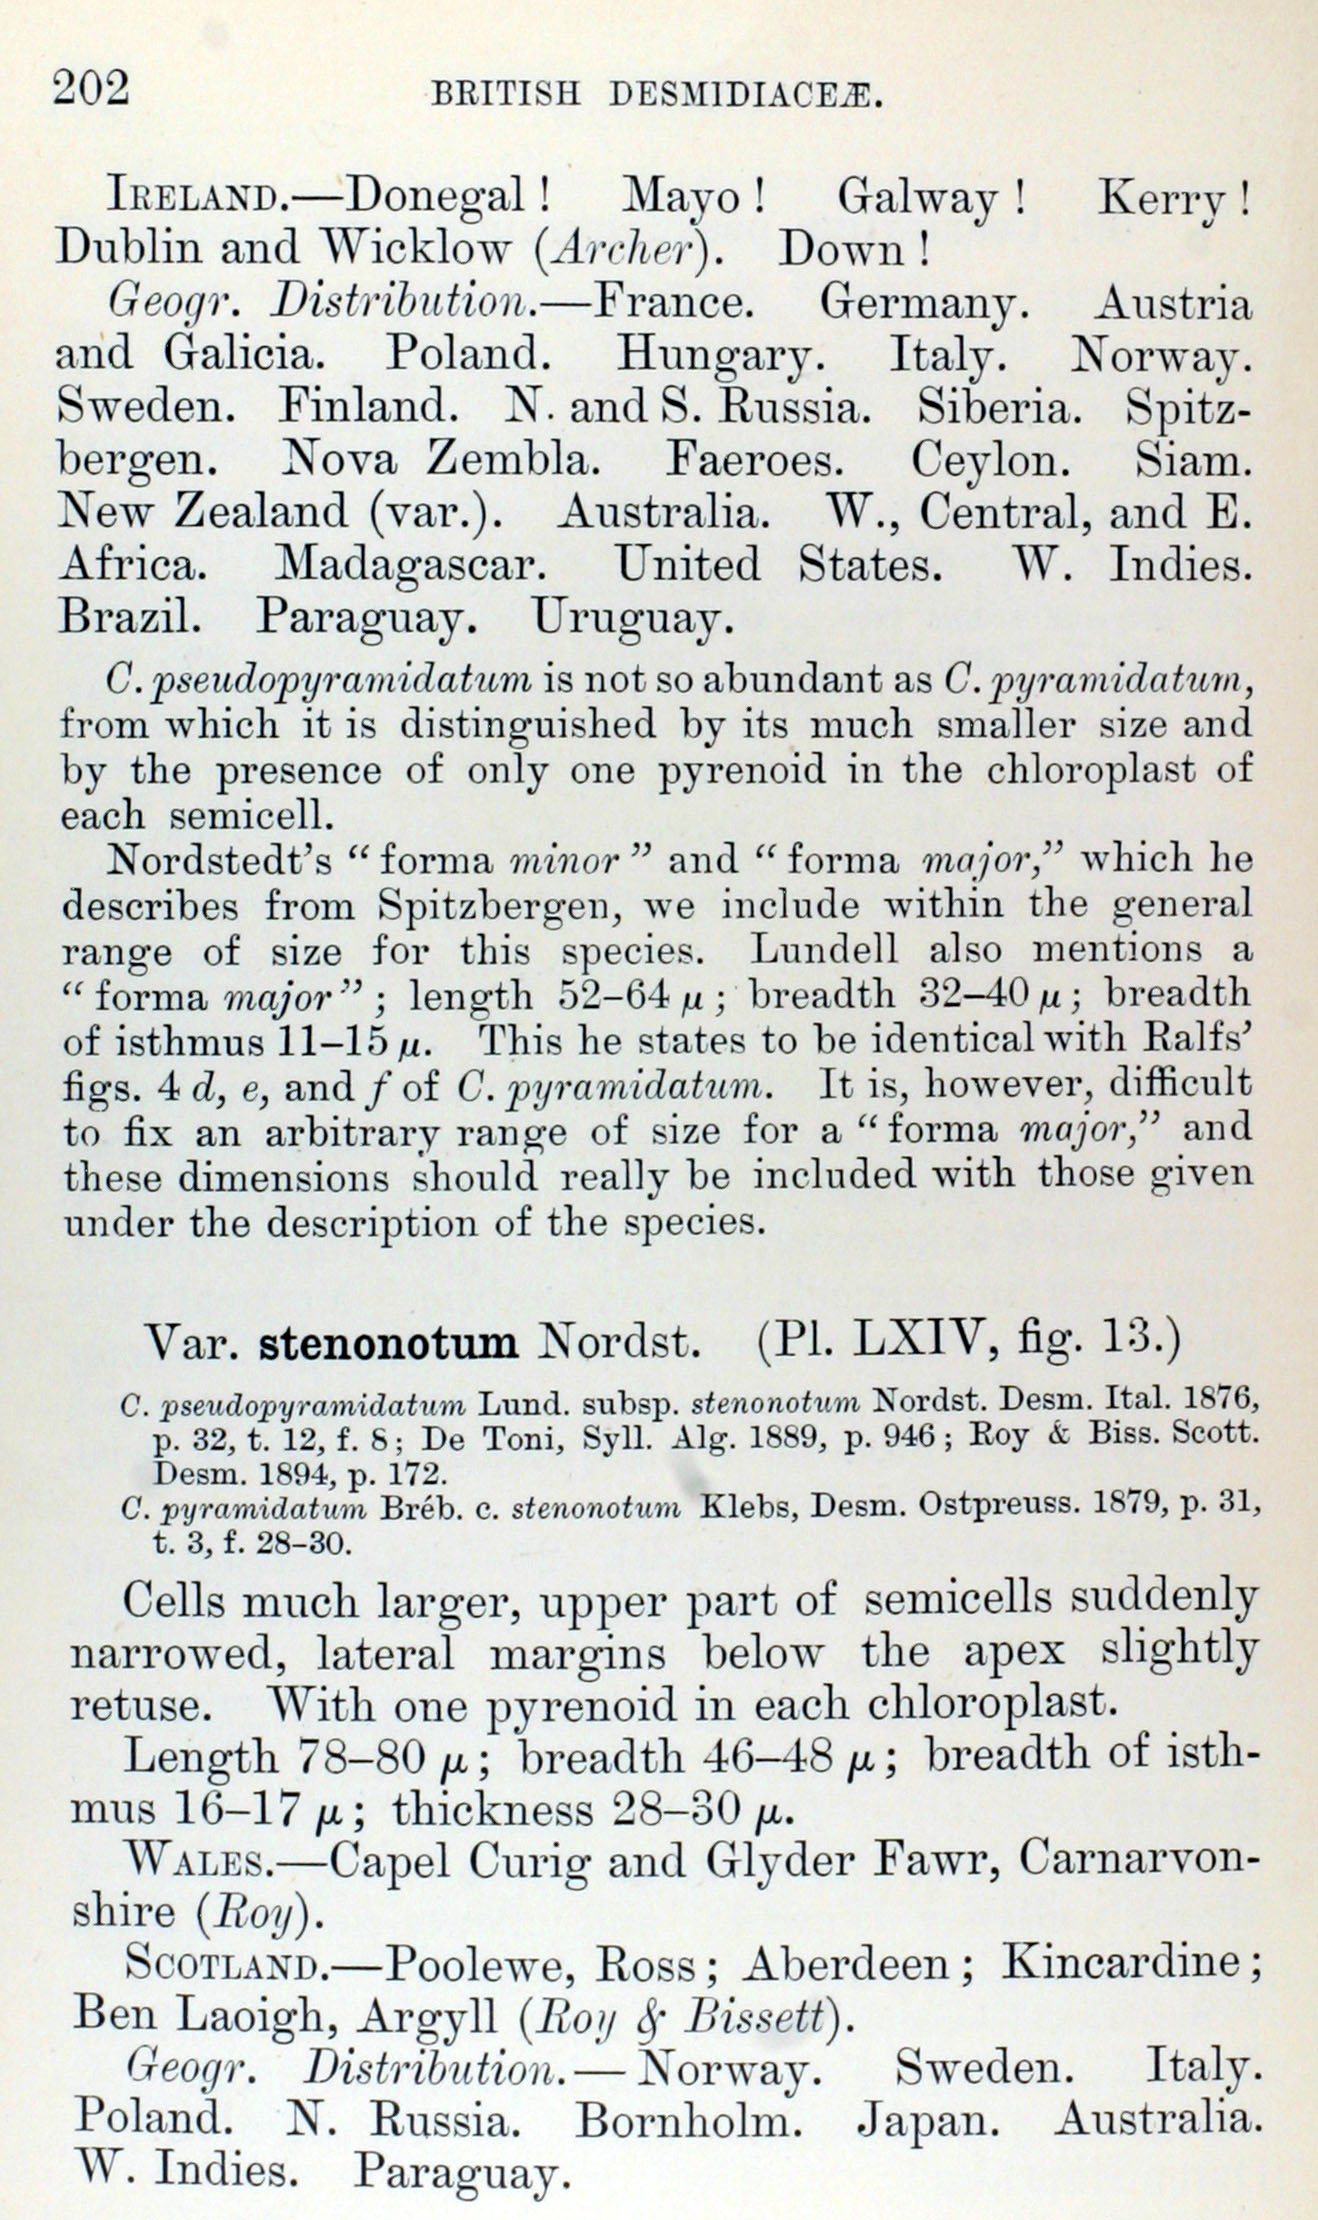 202 BRITISH DESMIDIACEÆ.
IRELAND.—Donegal! Mayo! Galway! Kerry!
Dublin and Wicklow (Archer). Down!
Geogr. Distribution.—France. Germany. Austria
and Galicia. Poland. Hungary. Italy. Norway.
Sweden. Finland. N. and S. Russia. Siberia. Spitz-
bergen. Nova Zembla. Faeroes. Ceylon. Siam.
New Zealand (var.). Australia. W., Central, and E.
Africa. Madagascar. United States. W. Indies.
Brazil. Paraguay. Uruguay.
C. pseudopyramidatum is not so abundant as C. pyramidatum,
from which it is distinguished by its much smaller size and
by the presence of only one pyrenoid in the chloroplast of
each semicell.
Nordstedt's “forma minor” and “forma major,” which he
describes from Spitzbergen, we include within the general
range of size for this species. Lundell also mentions a
“forma major”; length 52–64 μ; breadth 32–40 μ; breadth
of isthmus 11–15 μ. This he states to be identical with Ralfs'
figs. 4 d, e, and f of C. pyramidatum. It is, however, difficult
to fix an arbitrary range of size for a “forma major,” and
these dimensions should really be included with those given
under the description of the species.
Var. stenonotum Nordst. (Pl. LXIV, fig. 13.)
C. pseudopyramidatum Lund. subsp. stenonotum Nordst. Desm. Ital. 1876,
p. 32, t. 12, f. 8; De Toni, Syll. Alg. 1889, p. 946; Roy & Biss. Scott.
Desm. 1894, p. 172.
C. pyramidatum Bréb. c. stenonotum Klebs, Desm. Ostpreuss. 1879, p. 31,
t. 3, f. 28–30.
Cells much larger, upper part of semicells suddenly
narrowed, lateral margins below the apex slightly
retuse. With one pyrenoid in each chloroplast.
Length 78–80 μ; breadth 46–48 μ; breadth of isth-
mus 16–17 μ; thickness 28–30 μ.
WALES.—Capel Curig and Glyder Fawr, Carnarvon-
shire (Roy).
SCOTLAND.—Poolewe, Ross; Aberdeen; Kincardine;
Ben Laoigh, Argyll (Roy & Bissett).
Geogr. Distribution.—Norway. Sweden. Italy.
Poland. N. Russia. Bornholm. Japan. Australia.
W. Indies. Paraguay.